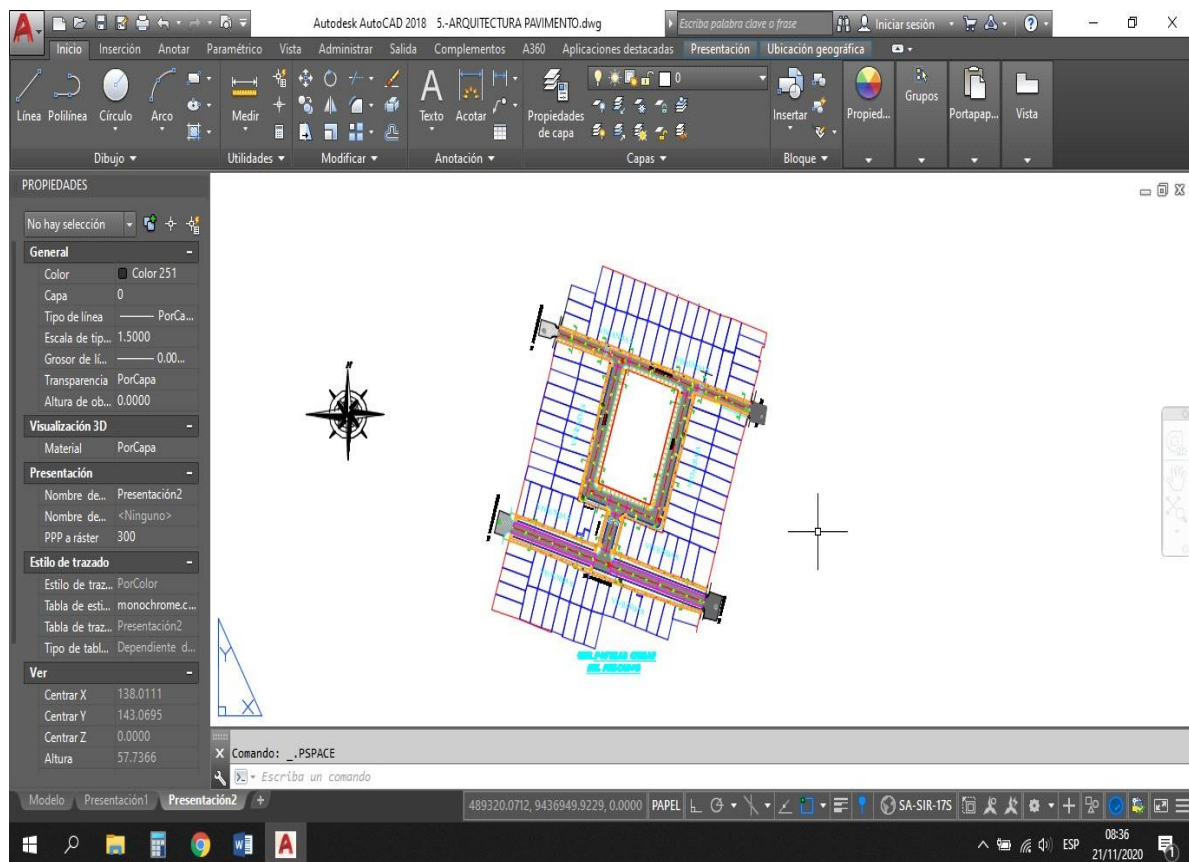 Autodesk AutoCAD 2018 5.-ARQUITECTURA PAVIMENTO.dwg
Escriba palabra clave o frase
Iniciar sesión
Inicio Inserción Anotar Paramétrico Vista Administrar Salida Complementos A360 Aplicaciones destacadas Presentación Ubicación geográfica
Línea Polilínea Círculo Arco
Medir
Texto Acotar
Propiedades de capa
0
Insertar
Propied...
Grupos
Portapap...
Vista
Dibujo Utilidades Modificar Anotación Capas Bloque
PROPIEDADES
No hay selección
General
Color Color 251
Capa 0
Tipo de línea PorCa...
Escala de tip... 1.5000
Grosor de lí... 0.00...
Transparencia PorCapa
Altura de ob... 0.0000
Visualización 3D
Material PorCapa
Presentación
Nombre de... Presentación2
Nombre de... <Ninguno>
PPP a ráster 300
Estilo de trazado
Estilo de traz... PorColor
Tabla de esti... monochrome.c...
Tabla de traz... Presentación2
Tipo de tabl... Dependiente d...
Ver
Centrar X 138.0111
Centrar Y 143.0695
Centrar Z 0.0000
Altura 57.7366
N
Y
X
Comando: _.PSPACE
Escriba un comando
Modelo Presentación1 Presentación2 +
489320.0712, 9436949.9229, 0.0000 PAPEL
SA-SIR-17S
ESP
08:36
21/11/2020